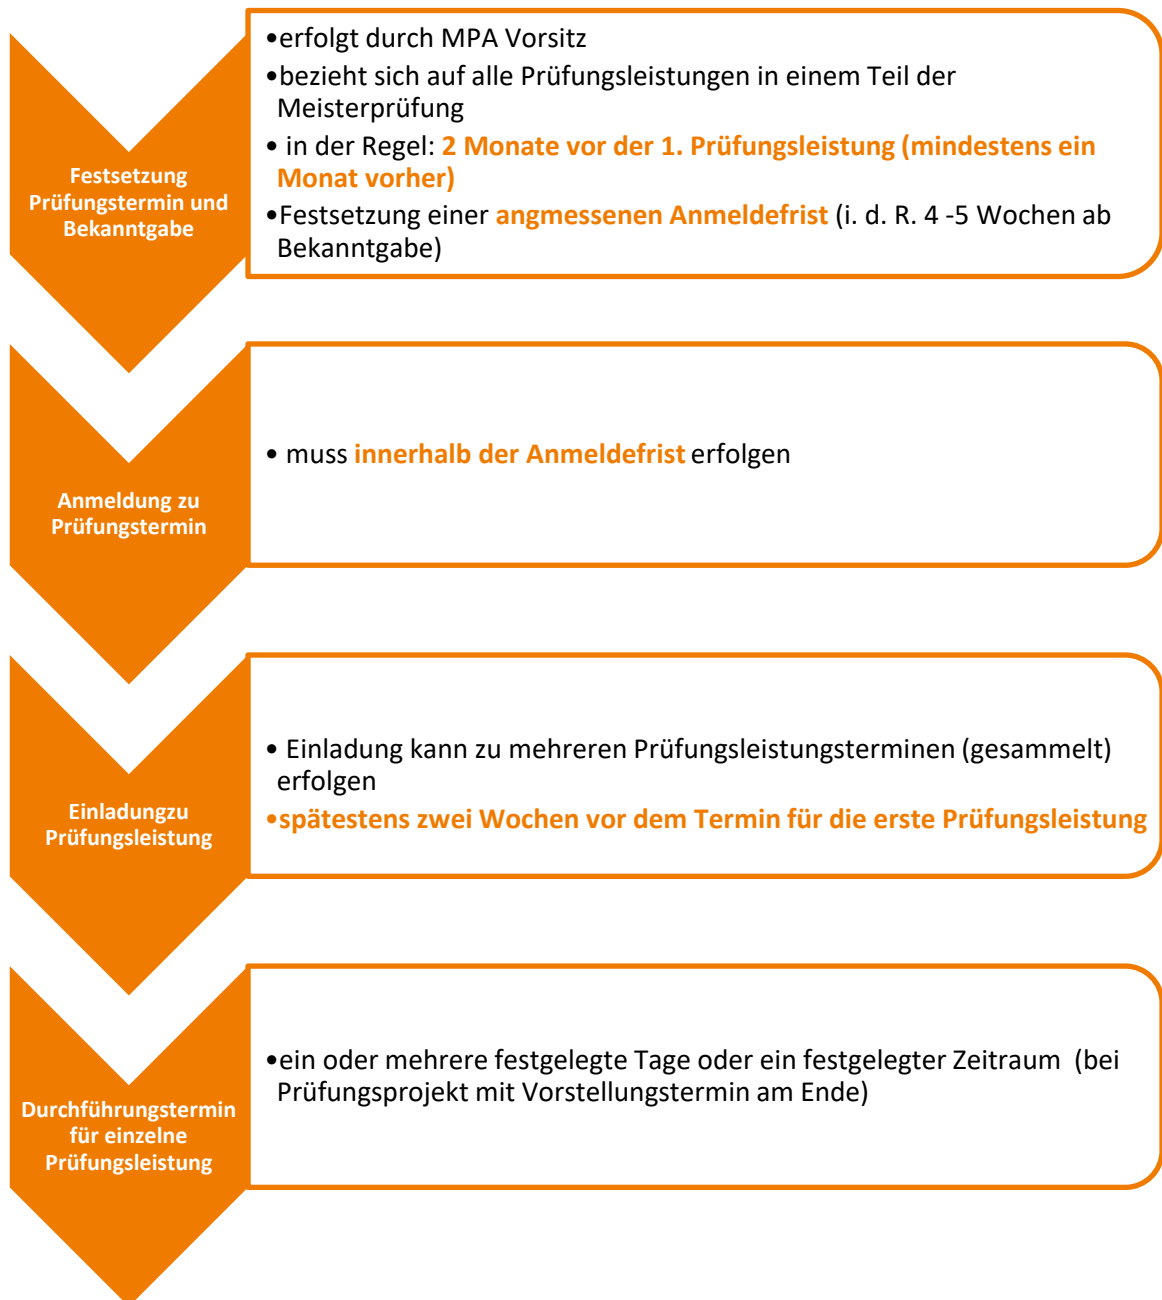 Festsetzung
Prüfungstermin und
Bekanntgabe
•erfolgt durch MPA Vorsitz
•bezieht sich auf alle Prüfungsleistungen in einem Teil der
Meisterprüfung
• in der Regel: 2 Monate vor der 1. Prüfungsleistung (mindestens ein
Monat vorher)
•Festsetzung einer angmessenen Anmeldefrist (i. d. R. 4 -5 Wochen ab
Bekanntgabe)
Anmeldung zu
Prüfungstermin
• muss innerhalb der Anmeldefrist erfolgen
Einladungzu
Prüfungsleistung
• Einladung kann zu mehreren Prüfungsleistungsterminen (gesammelt)
erfolgen
•spätestens zwei Wochen vor dem Termin für die erste Prüfungsleistung
Durchführungstermin
für einzelne
Prüfungsleistung
•ein oder mehrere festgelegte Tage oder ein festgelegter Zeitraum (bei
Prüfungsprojekt mit Vorstellungstermin am Ende)